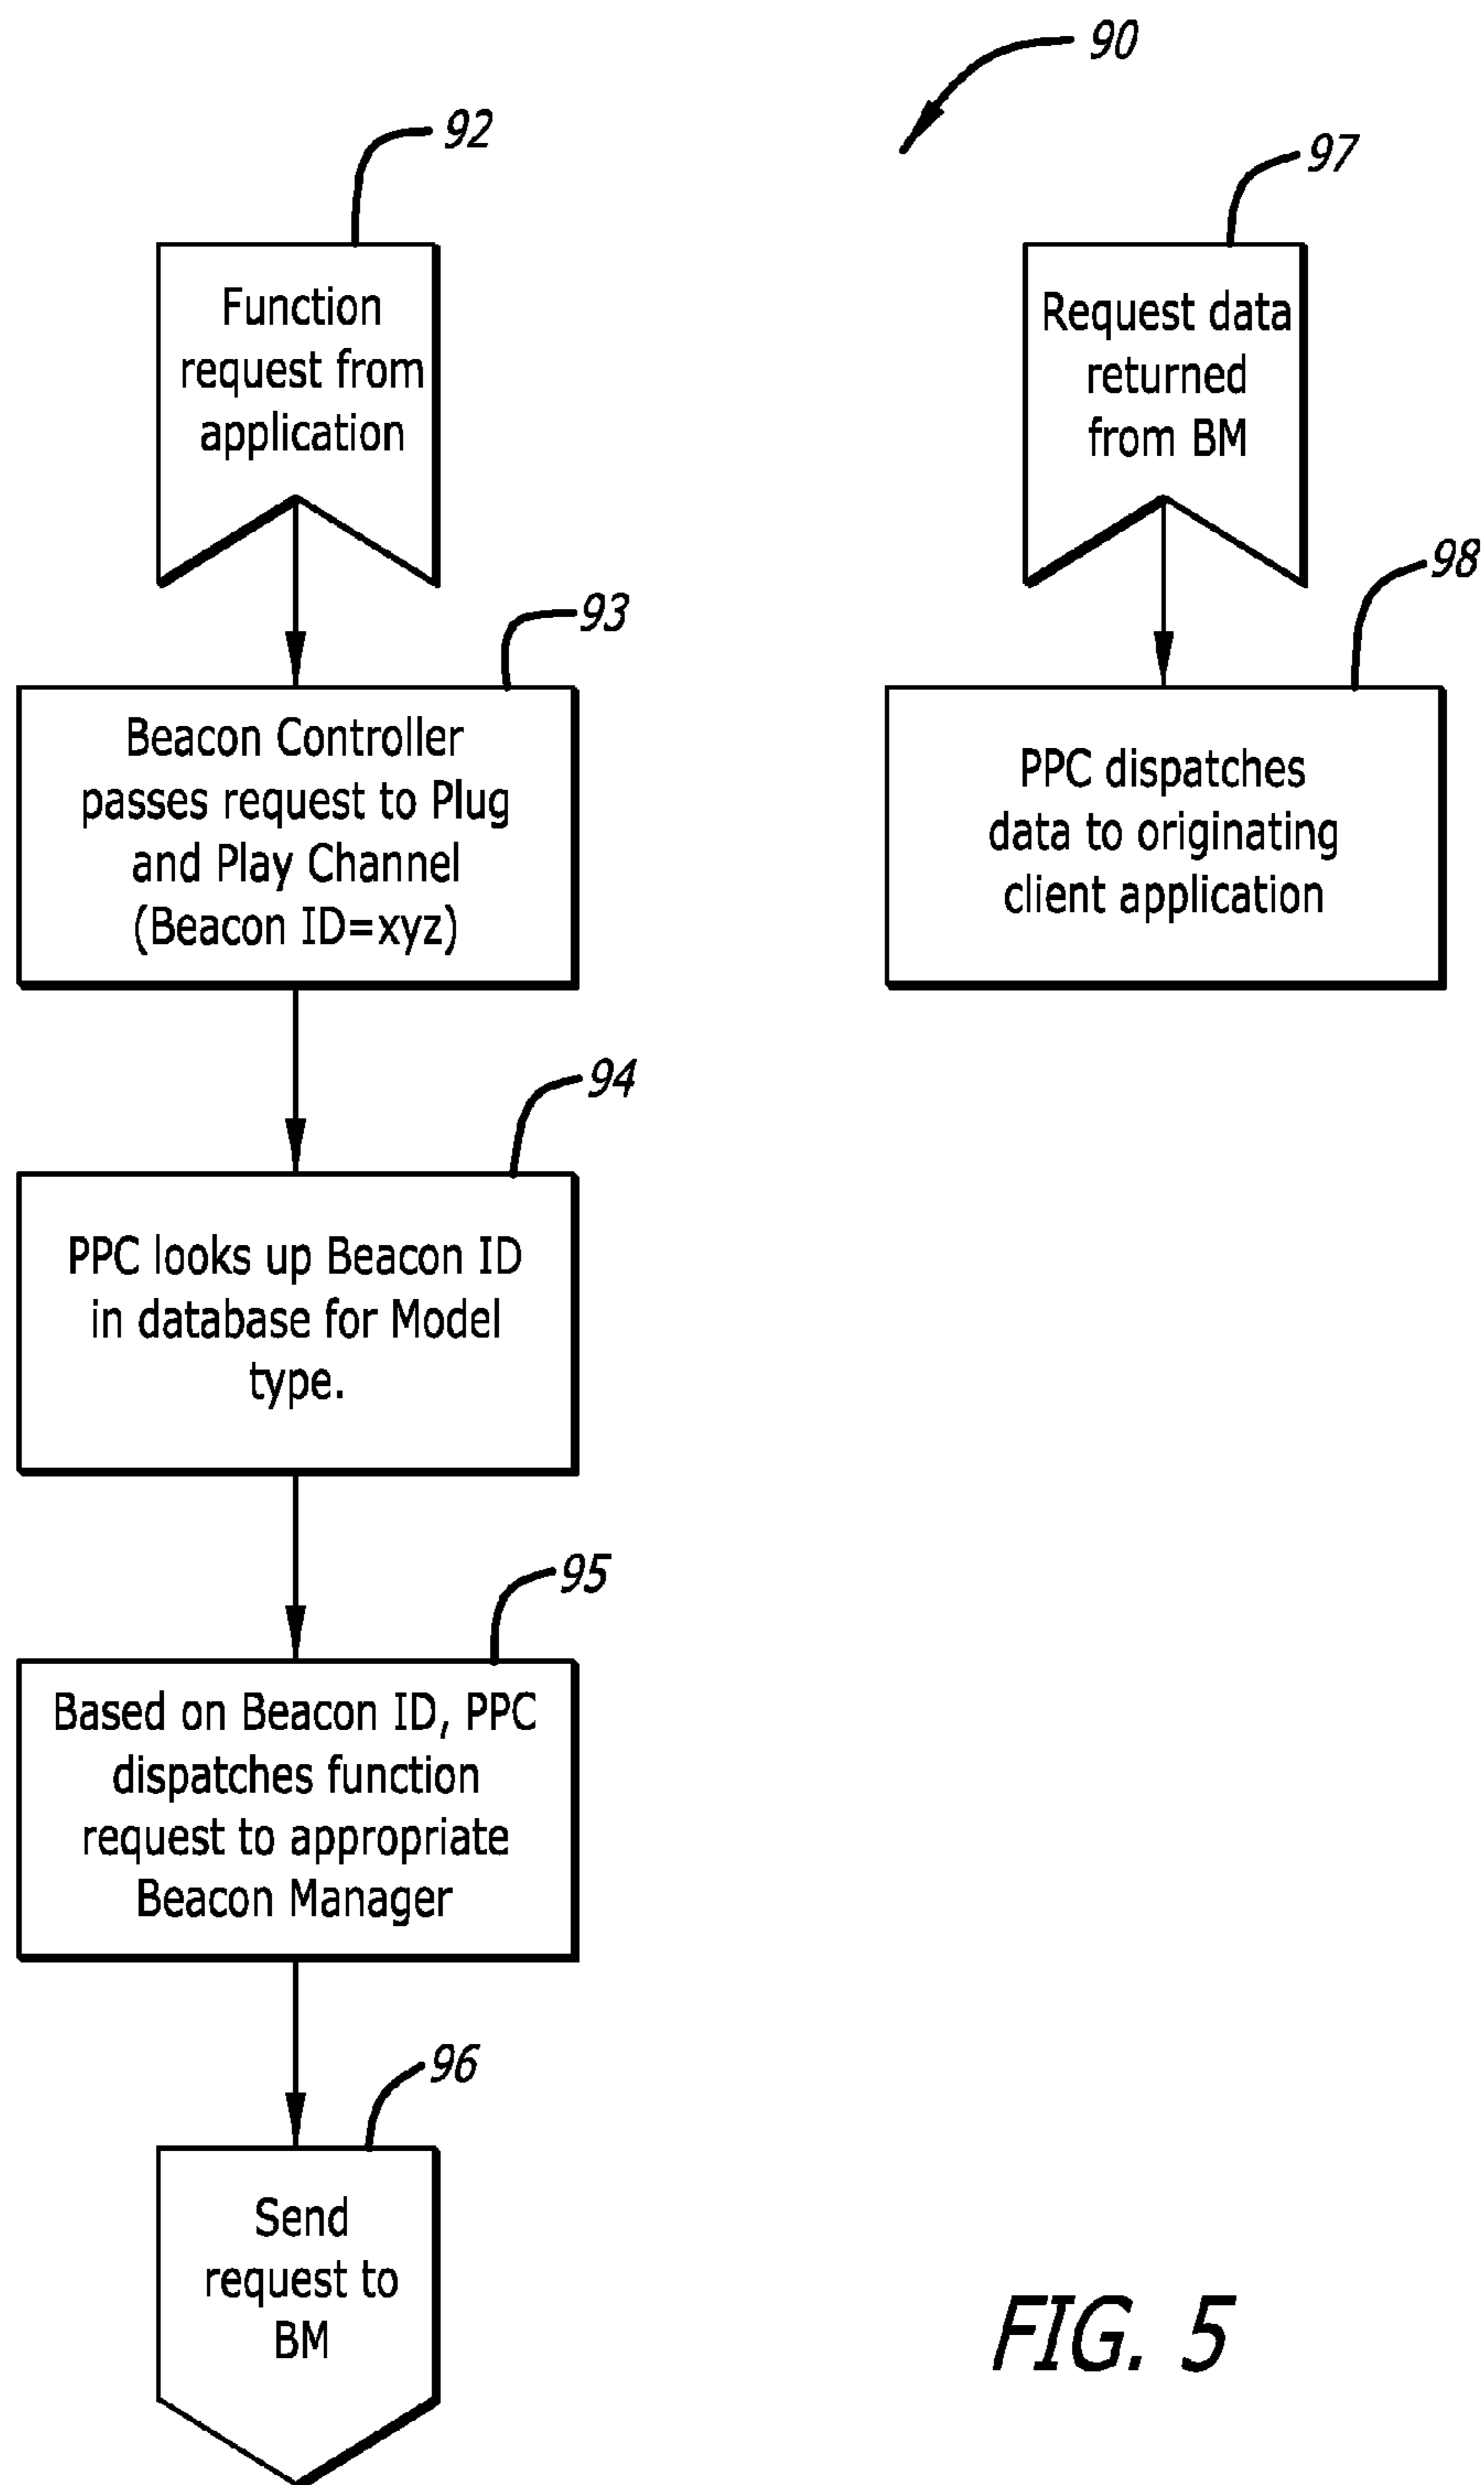 90
92
Function
request from
application
93
Beacon Controller
passes request to Plug
and Play Channel
(Beacon ID=xyz)
94
PPC looks up Beacon ID
in database for Model
type.
95
Based on Beacon ID, PPC
dispatches function
request to appropriate
Beacon Manager
96
Send
request to
BM
97
Request data
returned
from BM
98
PPC dispatches
data to originating
client application
FIG. 5